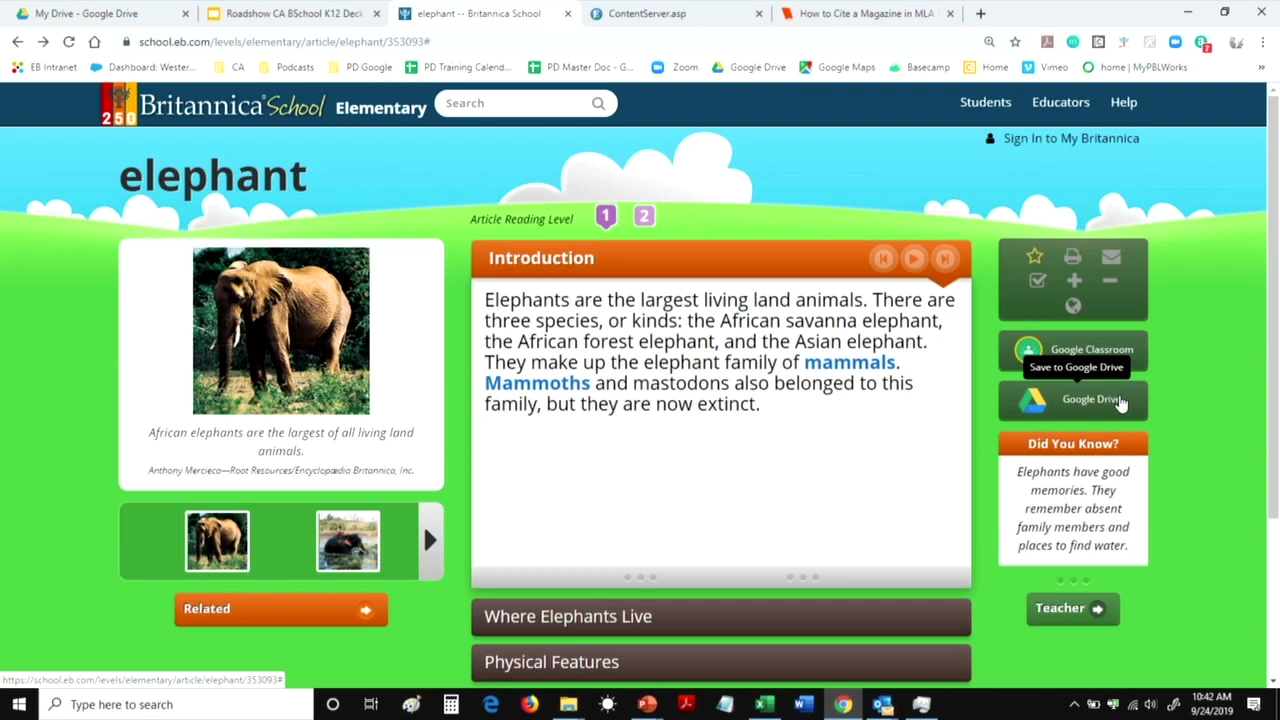 My Drive - Google Drive
Roadshow CA BSchool K12 Deck
elephant -- Britannica School
ContentServer.asp
How to Cite a Magazine in MLA
school.eb.com/levels/elementary/article/elephant/353093#
EB Intranet
Dashboard: Wester...
CA
Podcasts
PD Google
PD Training Calend...
PD Master Doc - G...
Zoom
Google Drive
Google Maps
Basecamp
Home
Vimeo
home | MyPBLWorks
250
Britannica School
Elementary
Search
Students
Educators
Help
Sign In to My Britannica
elephant
Article Reading Level 1 2
African elephants are the largest of all living land
animals.
Anthony Mercieca—Root Resources/Encyclopædia Britannica, Inc.
Related
Introduction
Elephants are the largest living land animals. There are
three species, or kinds: the African savanna elephant,
the African forest elephant, and the Asian elephant.
They make up the elephant family of mammals.
Mammoths and mastodons also belonged to this
family, but they are now extinct.
Where Elephants Live
Physical Features
Google Classroom
Save to Google Drive
Google Drive
Did You Know?
Elephants have good
memories. They
remember absent
family members and
places to find water.
Teacher
https://school.eb.com/levels/elementary/article/elephant/353093#
Type here to search
10:42 AM
9/24/2019